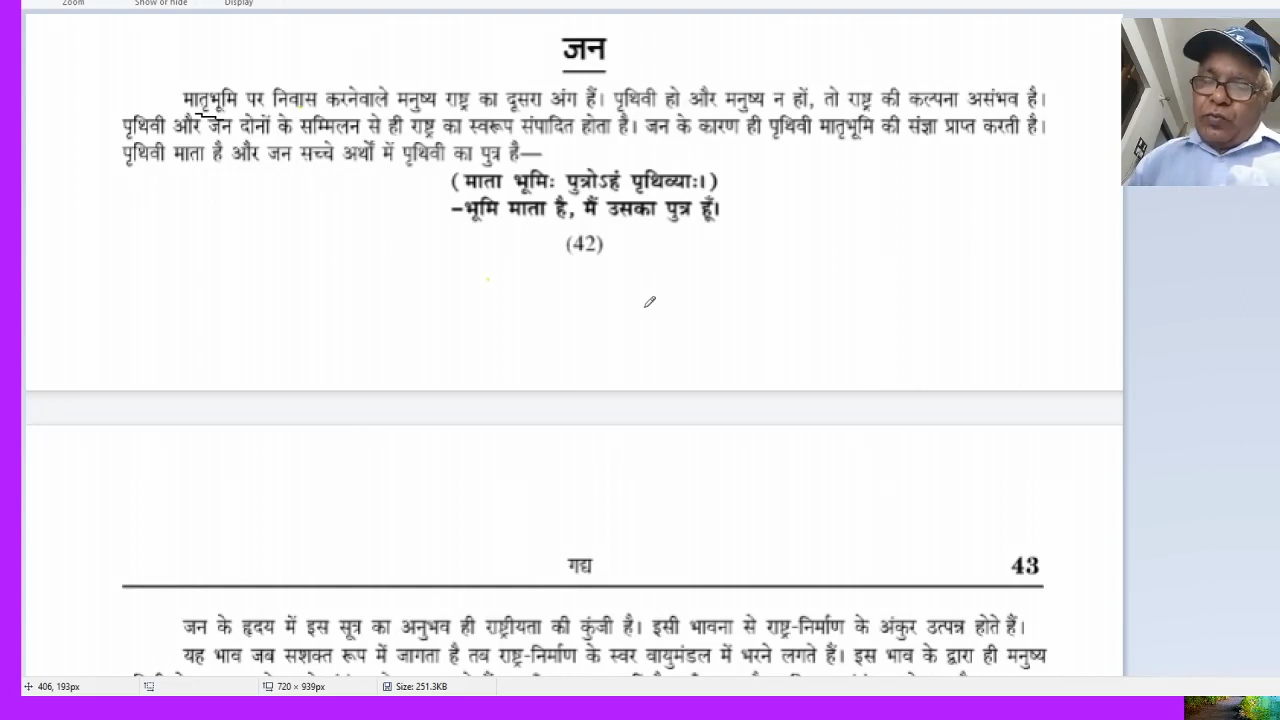 Zoom Show or hide Display
जन
मातृभूमि पर निवास करनेवाले मनुष्य राष्ट्र का दूसरा अंग हैं। पृथिवी हो और मनुष्य न हों, तो राष्ट्र की कल्पना असंभव है।
पृथिवी और जन दोनों के सम्मिलन से ही राष्ट्र का स्वरूप संपादित होता है। जन के कारण ही पृथिवी मातृभूमि की संज्ञा प्राप्त करती है।
पृथिवी माता है और जन सच्चे अर्थों में पृथिवी का पुत्र है—
(माता भूमिः पुत्रोऽहं पृथिव्याः।)
-भूमि माता है, मैं उसका पुत्र हूँ।
(42)
गद्य 43
जन के हृदय में इस सूत्र का अनुभव ही राष्ट्रीयता की कुंजी है। इसी भावना से राष्ट्र-निर्माण के अंकुर उत्पन्न होते हैं।
यह भाव जब सशक्त रूप में जागता है तब राष्ट्र-निर्माण के स्वर वायुमंडल में भरने लगते हैं। इस भाव के द्वारा ही मनुष्य
406, 193px 720 × 939px Size: 251.3KB